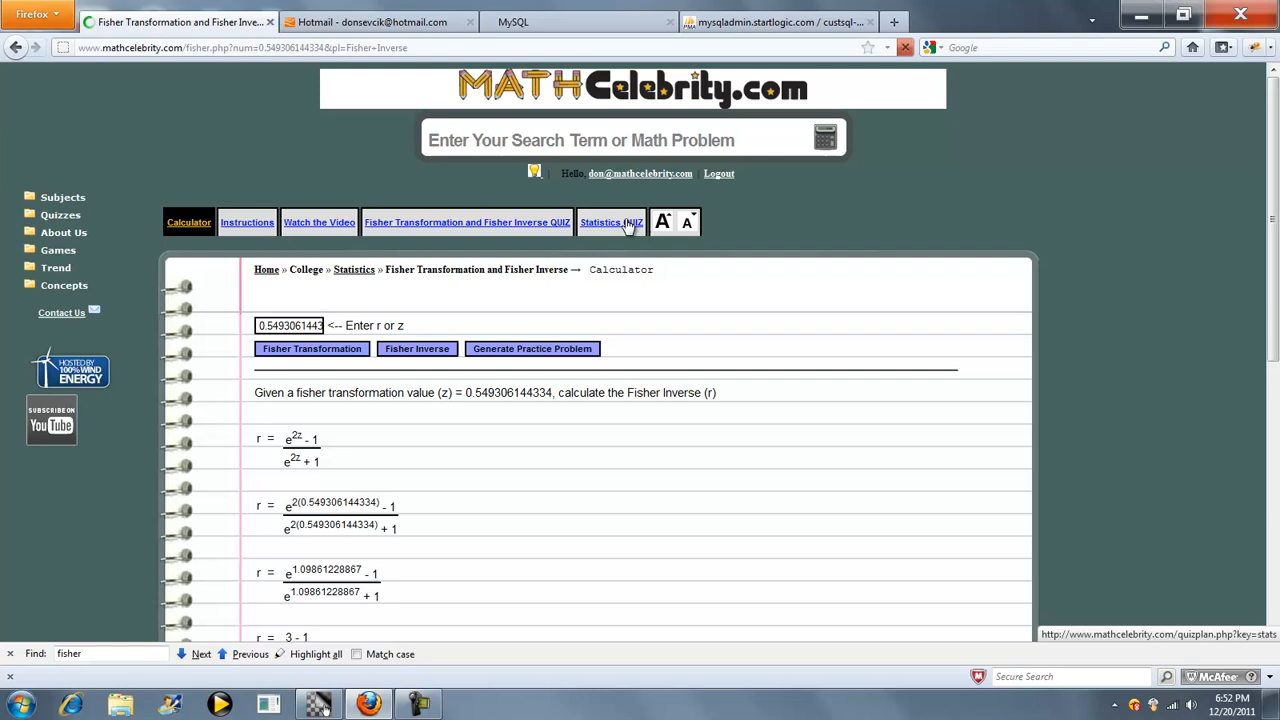 Firefox
Fisher Transformation and Fisher Inve...
Hotmail - donsevcik@hotmail.com
MySQL
mysqladmin.startlogic.com / custsql-...
www.mathcelebrity.com/fisher.php?num=0.549306144334&pl=Fisher+Inverse
Google
MATHCelebrity.com
Enter Your Search Term or Math Problem
Hello, don@mathcelebrity.com | Logout
Subjects
Quizzes
About Us
Games
Trend
Concepts
Contact Us
HOSTED BY
100% WIND
ENERGY
SUBSCRIBE ON
YouTube
Calculator
Instructions
Watch the Video
Fisher Transformation and Fisher Inverse QUIZ
Statistics QUIZ
A A
Home » College » Statistics » Fisher Transformation and Fisher Inverse → Calculator
0.5493061443 <-- Enter r or z
Fisher Transformation
Fisher Inverse
Generate Practice Problem
Given a fisher transformation value (z) = 0.549306144334, calculate the Fisher Inverse (r)
r = e2z - 1
e2z + 1
r = e2(0.549306144334) - 1
e2(0.549306144334) + 1
r = e1.09861228867 - 1
e1.09861228867 + 1
r = 3 - 1
http://www.mathcelebrity.com/quizplan.php?key=stats
Find: fisher Next Previous Highlight all Match case
Secure Search
McAfee
6:52 PM
12/20/2011